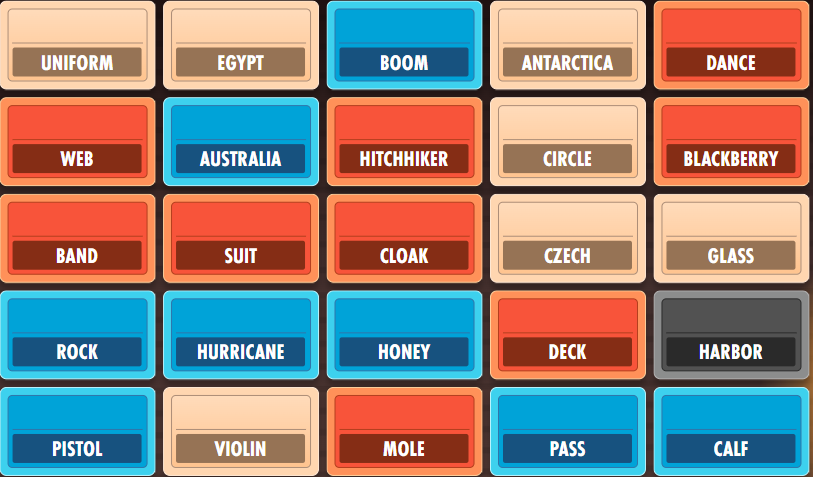 UNIFORM EGYPT BOOM ANTARCTICA DANCE
WEB AUSTRALIA HITCHHIKER CIRCLE BLACKBERRY
BAND SUIT CLOAK CZECH GLASS
ROCK HURRICANE HONEY DECK HARBOR
PISTOL VIOLIN MOLE PASS CALF